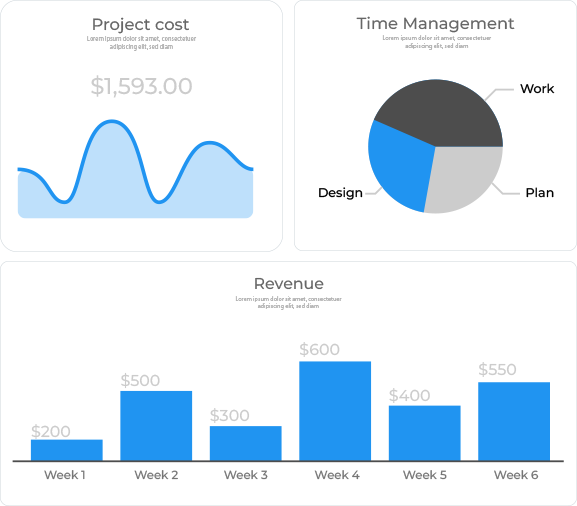 Project cost
Lorem ipsum dolor sit amet, consectetuer
adipiscing elit, sed diam
$1,593.00
Time Management
Lorem ipsum dolor sit amet, consectetuer
adipiscing elit, sed diam
Work
Design
Plan
Revenue
Lorem ipsum dolor sit amet, consectetuer
adipiscing elit, sed diam
$200
$500
$300
$600
$400
$550
Week 1
Week 2
Week 3
Week 4
Week 5
Week 6